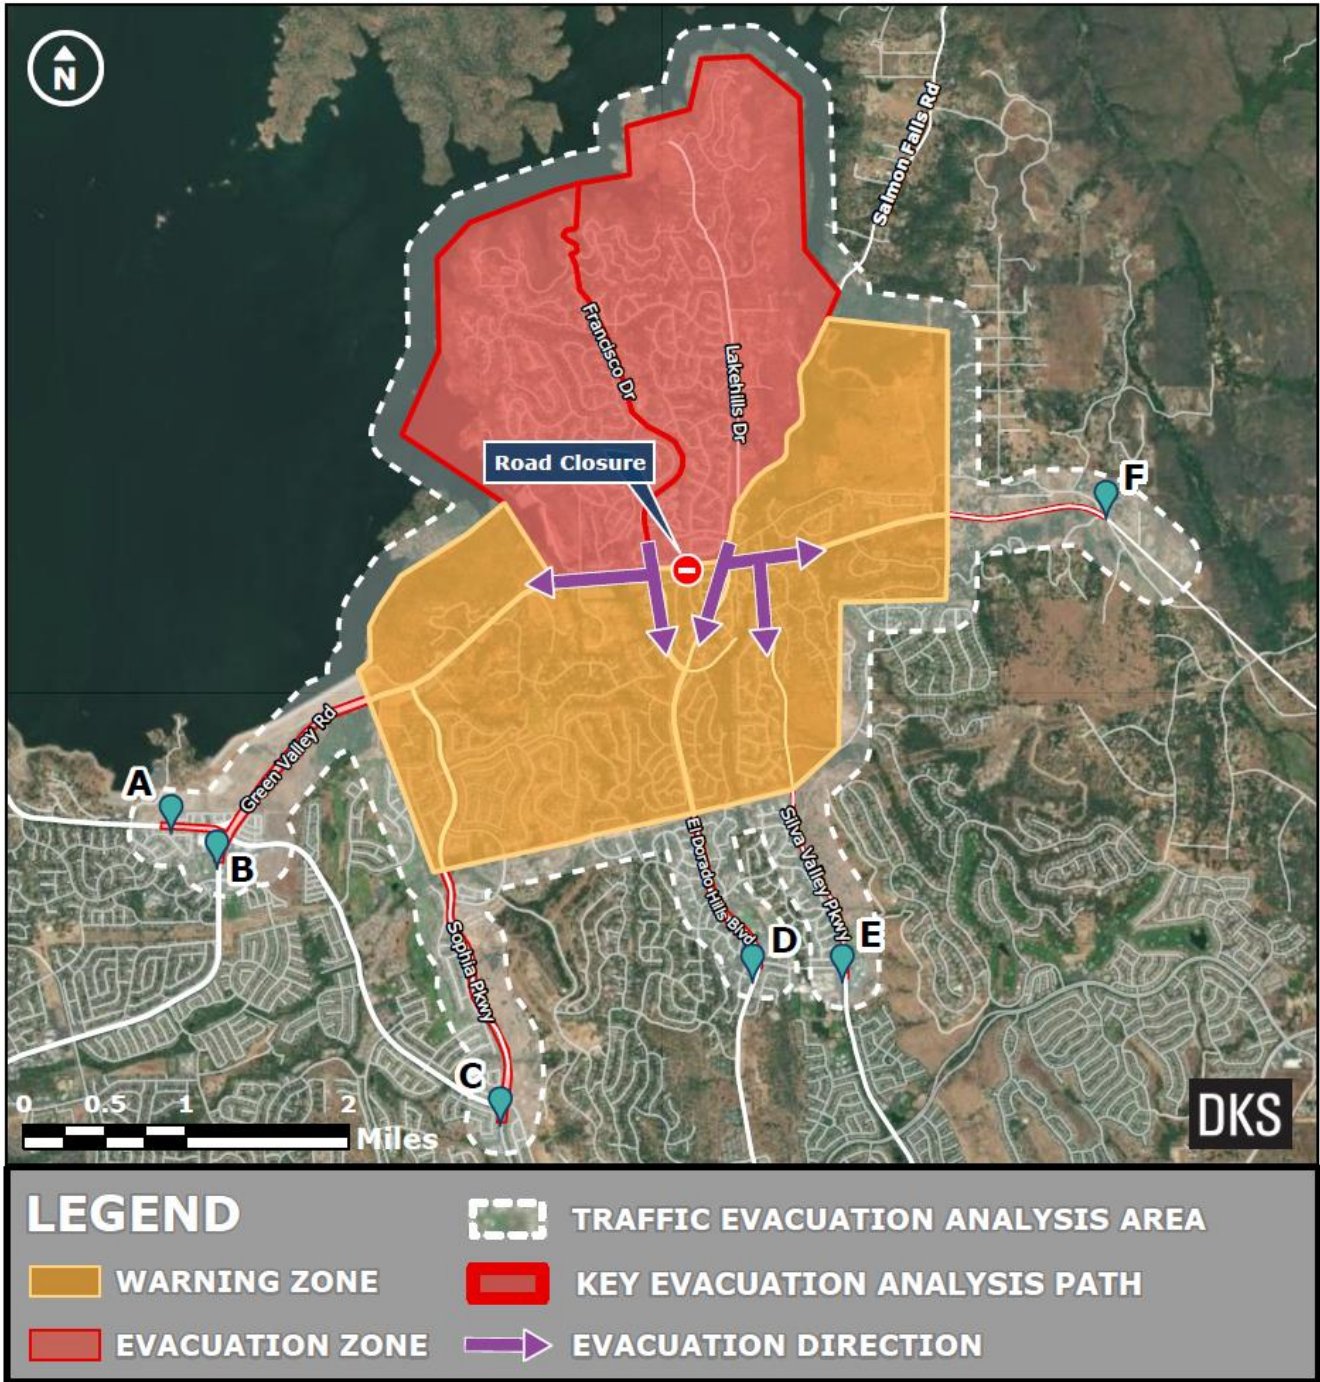 N
Salmon Falls Rd
Francisco Dr
Lakehills Dr
Road Closure
F
A
Green Valley Rd
B
Sophia Pkwy
El Dorado Hills Blvd
Silva Valley Pkwy
D
E
C
0 0.5 1 2
Miles
DKS
LEGEND
TRAFFIC EVACUATION ANALYSIS AREA
WARNING ZONE
KEY EVACUATION ANALYSIS PATH
EVACUATION ZONE
EVACUATION DIRECTION